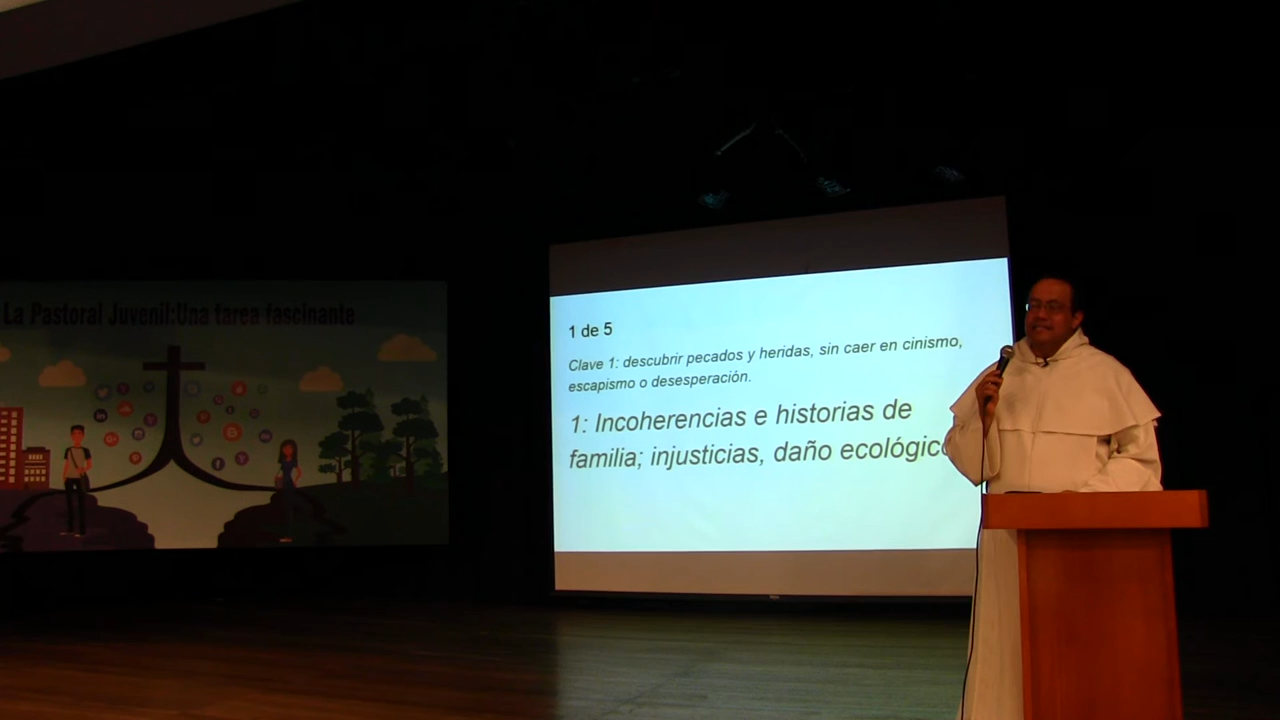 La Pastoral Juvenil:Una tarea fascinante
1 de 5
Clave 1: descubrir pecados y heridas, sin caer en cinismo,
escapismo o desesperación.
1: Incoherencias e historias de
familia; injusticias, daño ecológico